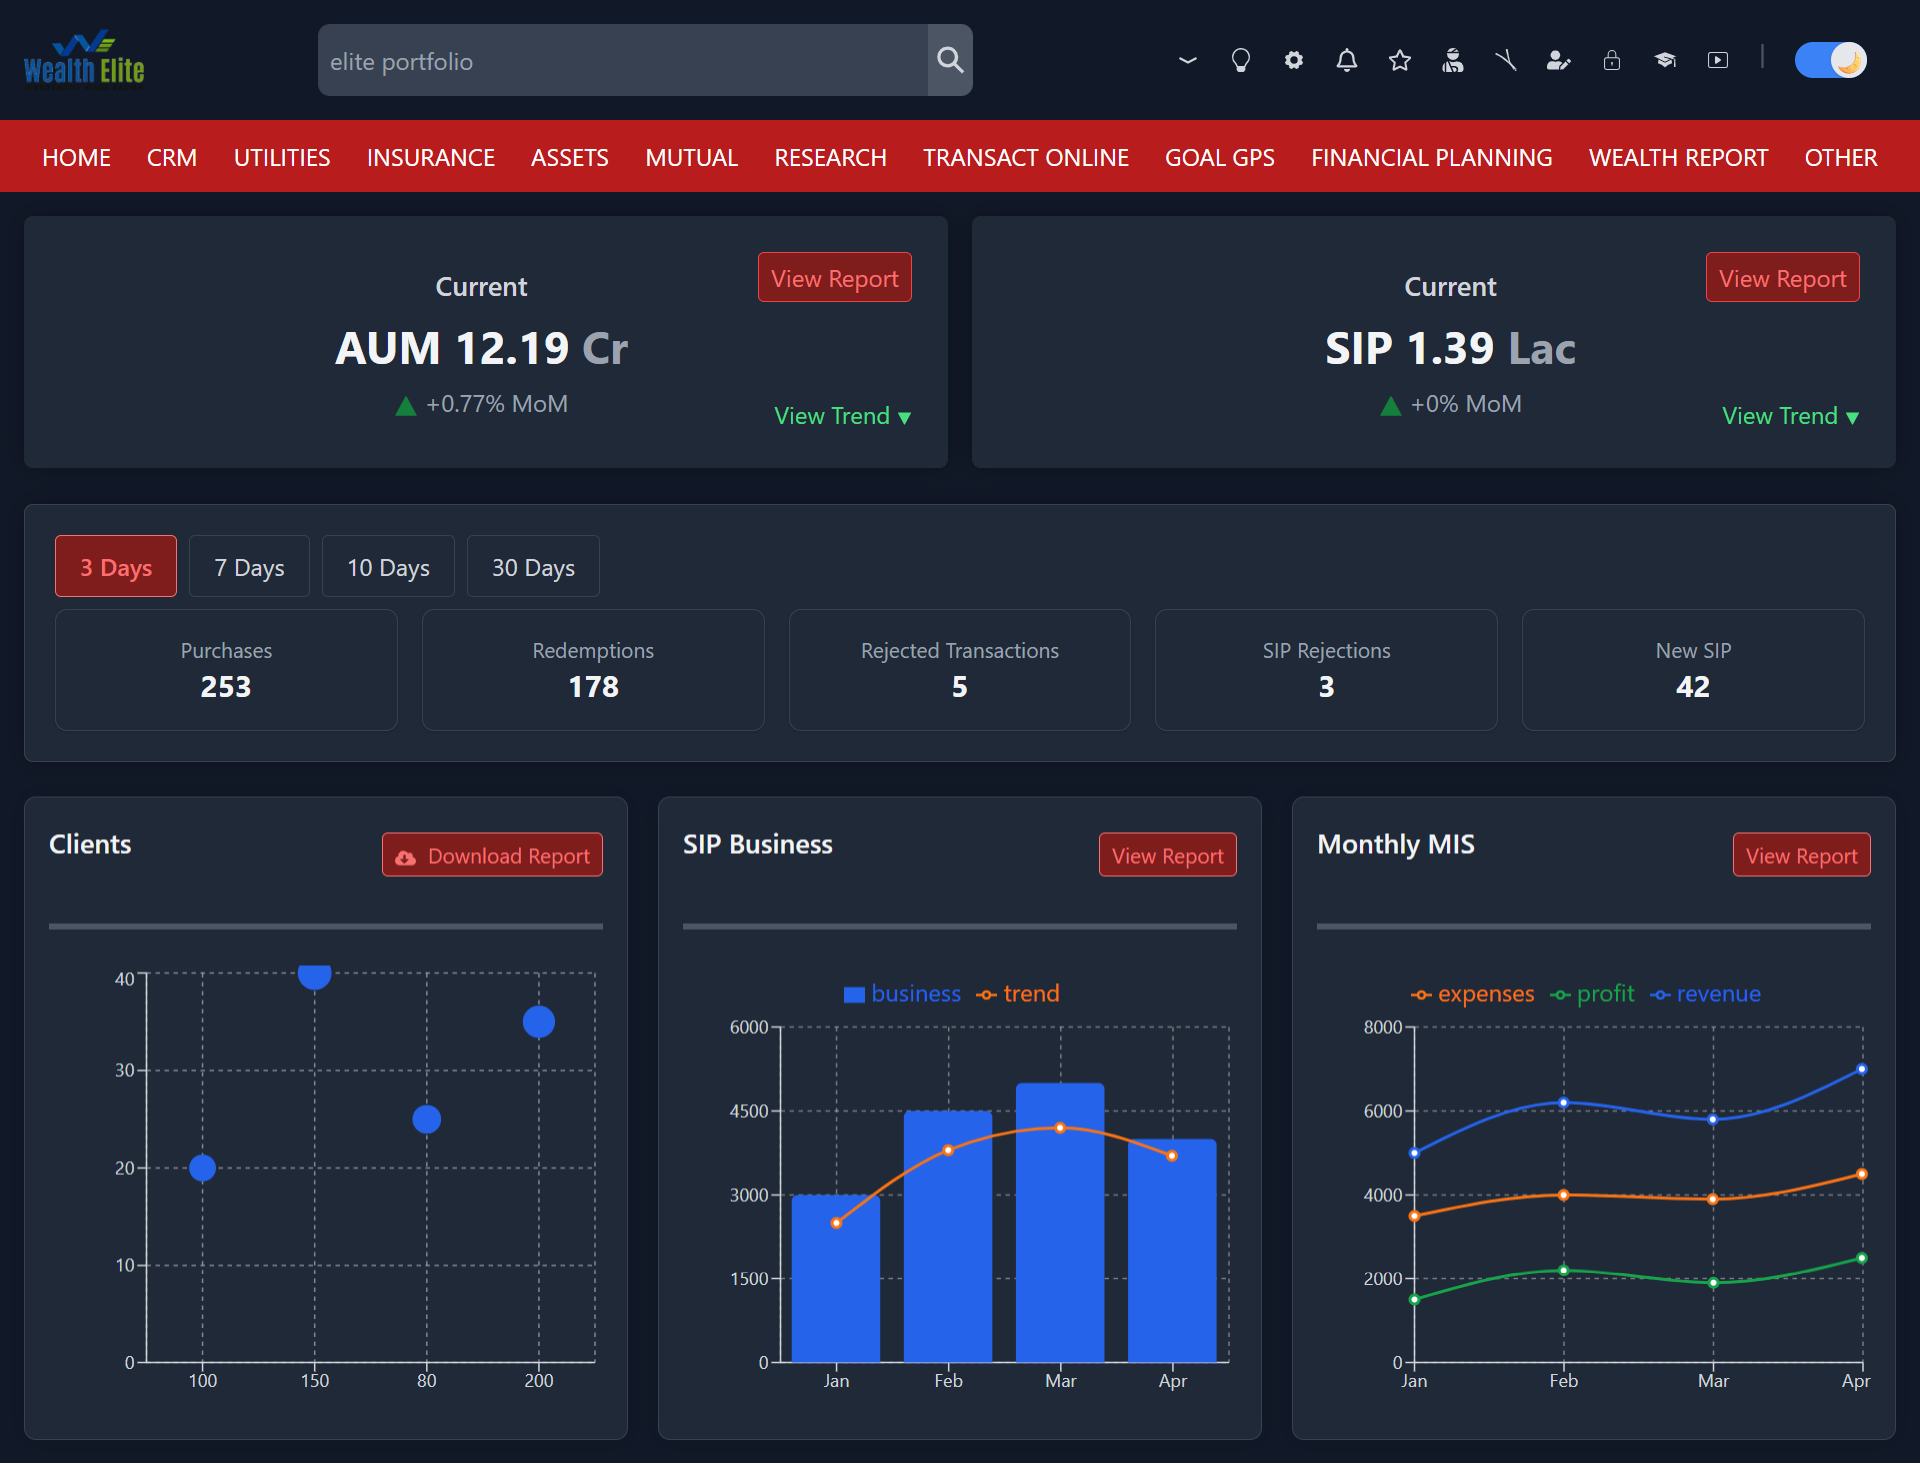 Wealth Elite
elite portfolio
HOME CRM UTILITIES INSURANCE ASSETS MUTUAL RESEARCH TRANSACT ONLINE GOAL GPS FINANCIAL PLANNING WEALTH REPORT OTHER
Current
View Report
AUM 12.19 Cr
+0.77% MoM
View Trend ▼
Current
View Report
SIP 1.39 Lac
+0% MoM
View Trend ▼
3 Days 7 Days 10 Days 30 Days
Purchases
253
Redemptions
178
Rejected Transactions
5
SIP Rejections
3
New SIP
42
Clients
Download Report
40
30
20
10
0
100 150 80 200
SIP Business
View Report
business trend
6000
4500
3000
1500
0
Jan Feb Mar Apr
Monthly MIS
View Report
expenses profit revenue
8000
6000
4000
2000
0
Jan Feb Mar Apr